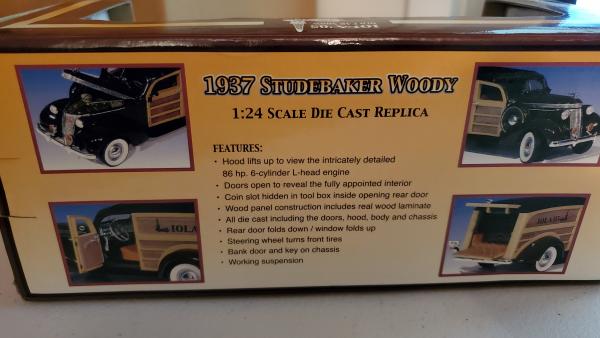 IOLA '05
1937 STUDEBAKER WOODY
1:24 SCALE DIE CAST REPLICA
FEATURES:
• Hood lifts up to view the intricately detailed
86 hp. 6-cylinder L-head engine
• Doors open to reveal the fully appointed interior
• Coin slot hidden in tool box inside opening rear door
• Wood panel construction includes real wood laminate
• All die cast including the doors, hood, body and chassis
• Rear door folds down / window folds up
• Steering wheel turns front tires
• Bank door and key on chassis
• Working suspension
IOLA
IOLA